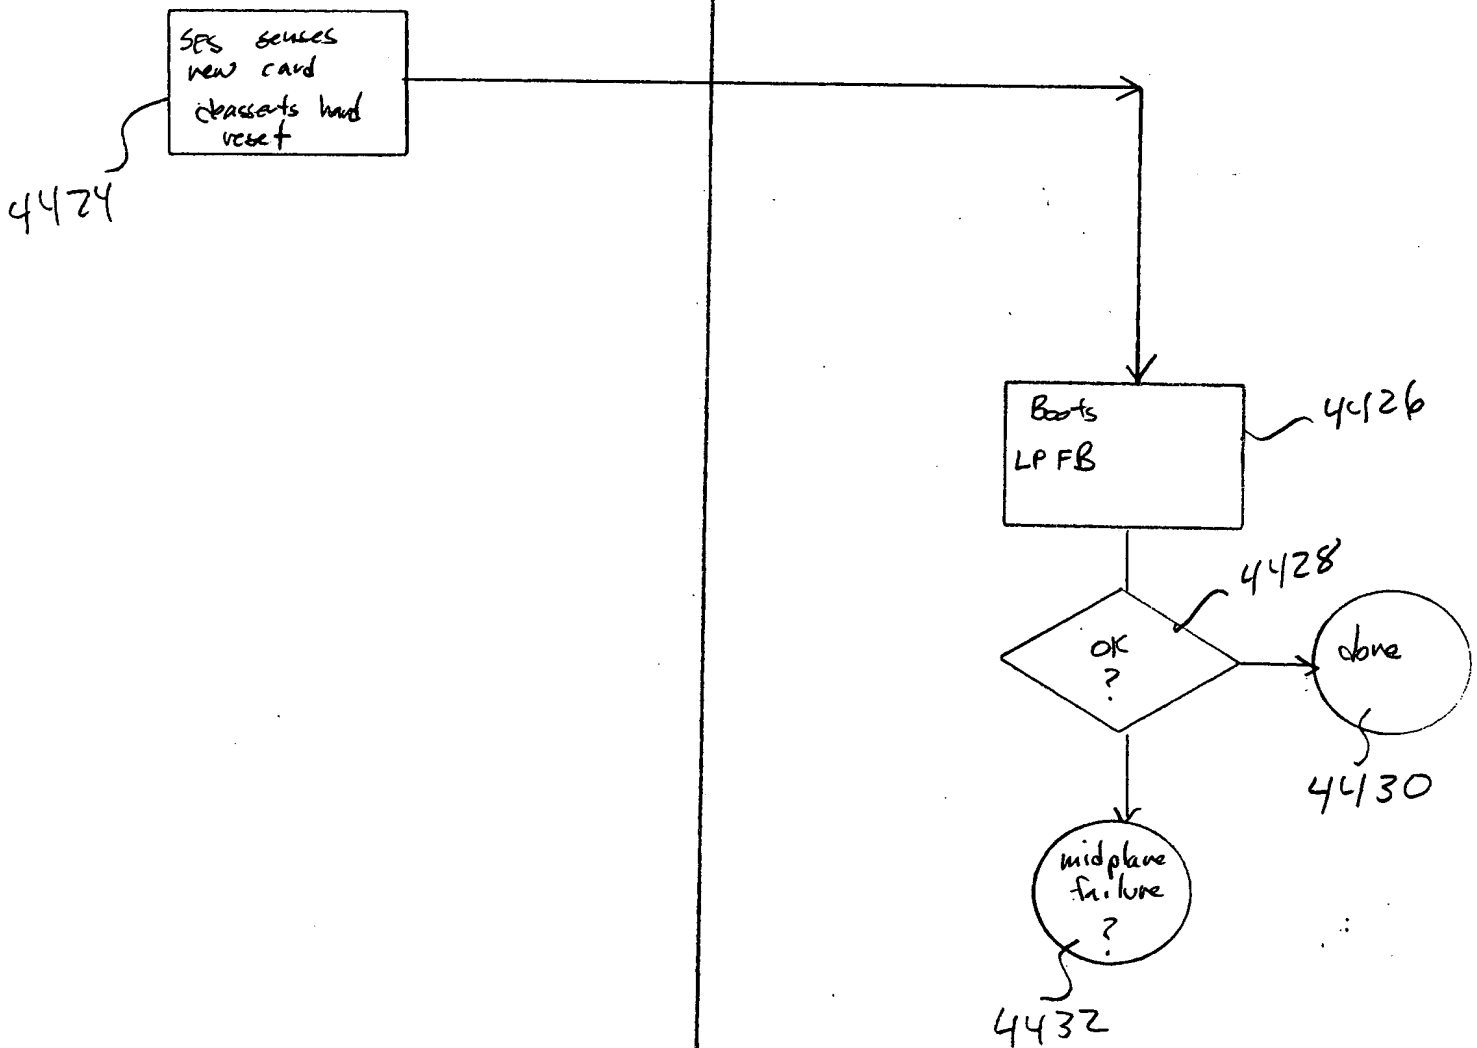 SES senses
new card
deasserts hard
reset
4424
Boots
LPFB
4426
4428
OK
?
done
4430
midplane
failure
?
4432